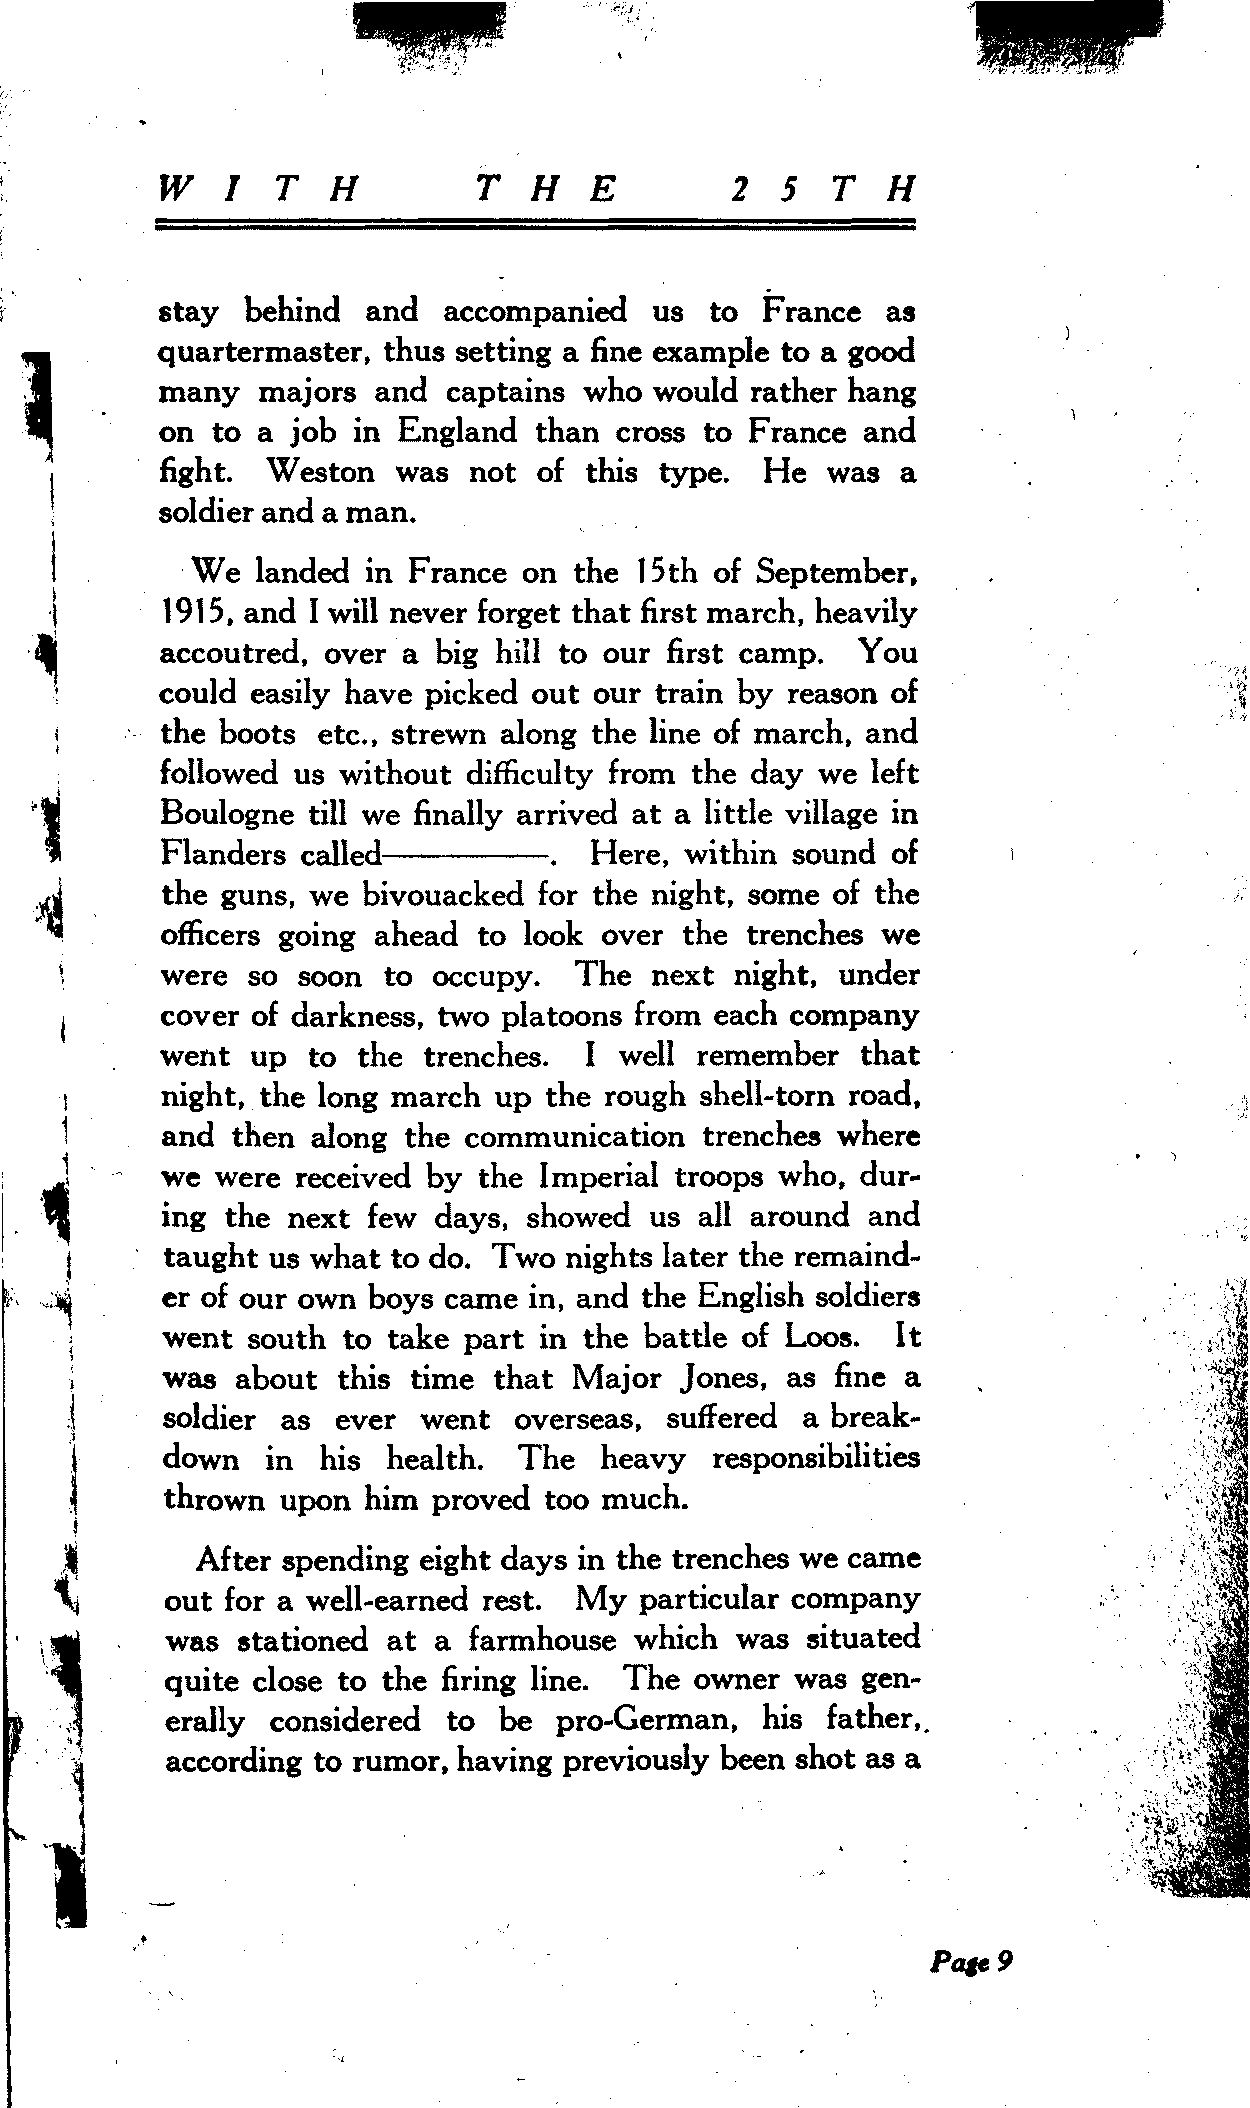 WITH THE 25TH
stay behind and accompanied us to France as
quartermaster, thus setting a fine example to a good
many majors and captains who would rather hang
on to a job in England than cross to France and
fight. Weston was not of this type. He was a
soldier and a man.
We landed in France on the 15th of September,
1915, and I will never forget that first march, heavily
accoutred, over a big hill to our first camp. You
could easily have picked out our train by reason of
the boots etc., strewn along the line of march, and
followed us without difficulty from the day we left
Boulogne till we finally arrived at a little village in
Flanders called————. Here, within sound of
the guns, we bivouacked for the night, some of the
officers going ahead to look over the trenches we
were so soon to occupy. The next night, under
cover of darkness, two platoons from each company
went up to the trenches. I well remember that
night, the long march up the rough shell-torn road,
and then along the communication trenches where
we were received by the Imperial troops who, dur-
ing the next few days, showed us all around and
taught us what to do. Two nights later the remaind-
er of our own boys came in, and the English soldiers
went south to take part in the battle of Loos. It
was about this time that Major Jones, as fine a
soldier as ever went overseas, suffered a break-
down in his health. The heavy responsibilities
thrown upon him proved too much.
After spending eight days in the trenches we came
out for a well-earned rest. My particular company
was stationed at a farmhouse which was situated
quite close to the firing line. The owner was gen-
erally considered to be pro-German, his father,
according to rumor, having previously been shot as a
Page 9